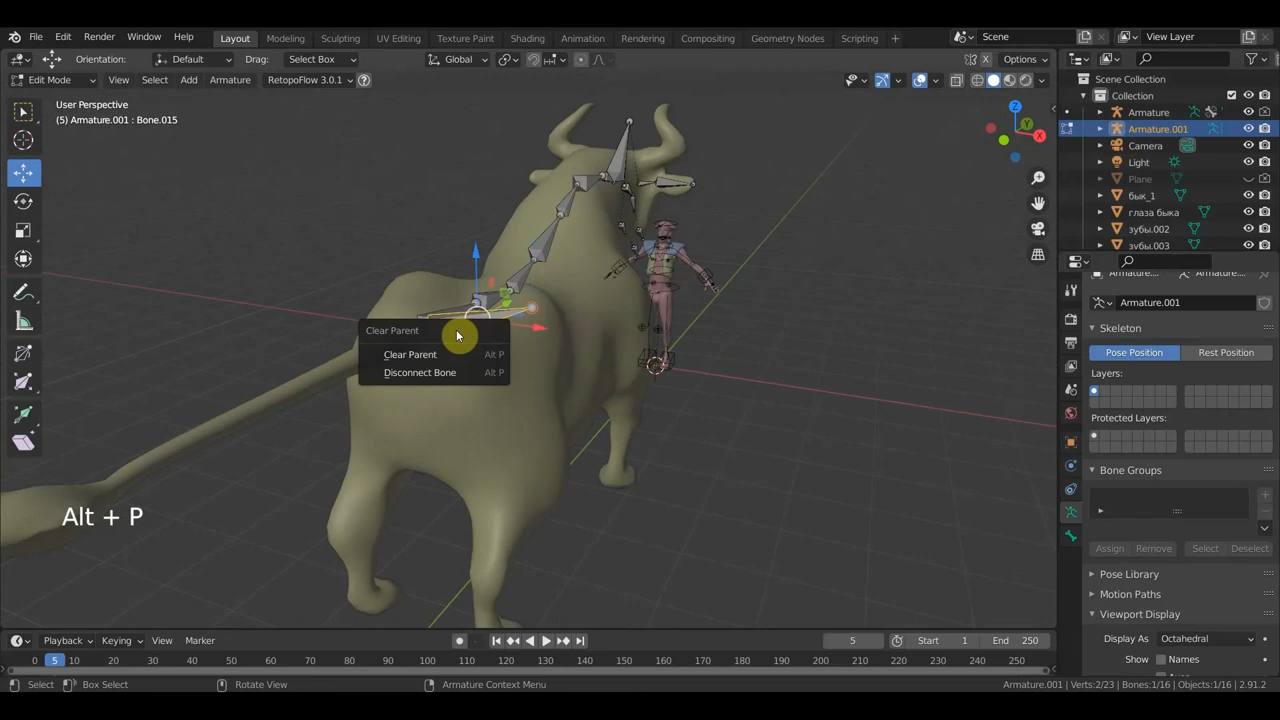 File Edit Render Window Help
Layout Modeling Sculpting UV Editing Texture Paint Shading Animation Rendering Compositing Geometry Nodes Scripting +
Scene View Layer
Orientation: Default Drag: Select Box Global Options
Edit Mode View Select Add Armature RetopoFlow 3.0.1
User Perspective
(5) Armature.001 : Bone.015
Z
Y
X
Scene Collection
Collection
Armature
Armature.001
Camera
Light
Plane
бык_1
глаза быка
зубы.002
зубы.003
Armature... Armature....
Armature.001
Skeleton
Pose Position Rest Position
Layers:
Protected Layers:
Bone Groups
Assign Remove Select Deselect
Pose Library
Motion Paths
Viewport Display
Display As Octahedral
Show Names
Clear Parent
Clear Parent Alt P
Disconnect Bone Alt P
Alt + P
Playback Keying View Marker 5 Start 1 End 250
0 5 10 20 30 40 50 60 70 80 90 100 110 120 130 140 150 160 170 180 190 200 210 220 230 240 250
Select Box Select Rotate View Armature Context Menu Armature.001 | Verts:2/23 | Bones:1/16 | Objects:1/16 | 2.91.2